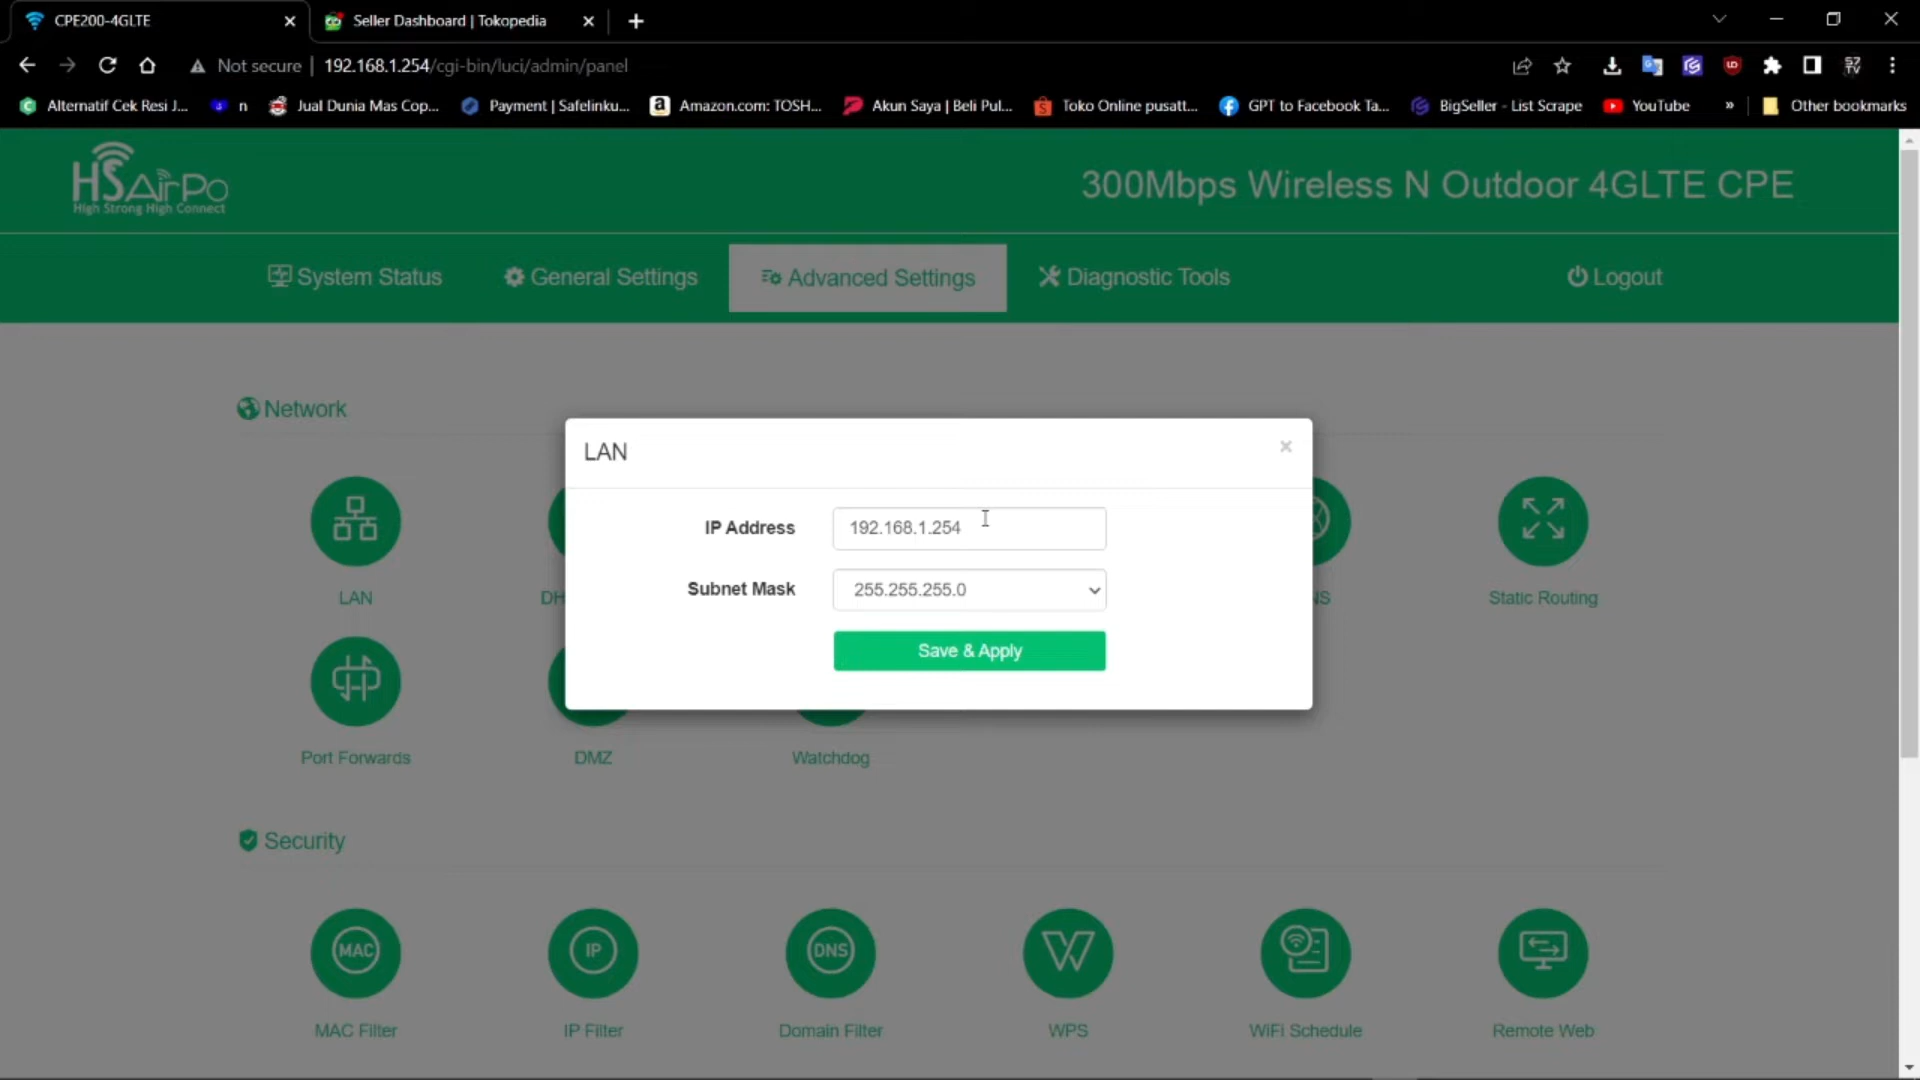 CPE200-4GLTE
Seller Dashboard | Tokopedia
Not secure | 192.168.1.254/cgi-bin/luci/admin/panel
Alternatif Cek Resi J... n Jual Dunia Mas Cop... Payment | Safelinku... Amazon.com: TOSH... Akun Saya | Beli Pul... Toko Online pusatt... GPT to Facebook Ta... BigSeller - List Scrape YouTube » Other bookmarks
HSAirPo
High Strong High Connect
300Mbps Wireless N Outdoor 4GLTE CPE
System Status General Settings Advanced Settings Diagnostic Tools Logout
Network
LAN
×
IP Address 192.168.1.254
Subnet Mask 255.255.255.0
Save & Apply
LAN
DH
NS
Static Routing
Port Forwards
DMZ
Watchdog
Security
MAC
IP
DNS
MAC Filter
IP Filter
Domain Filter
WPS
WiFi Schedule
Remote Web